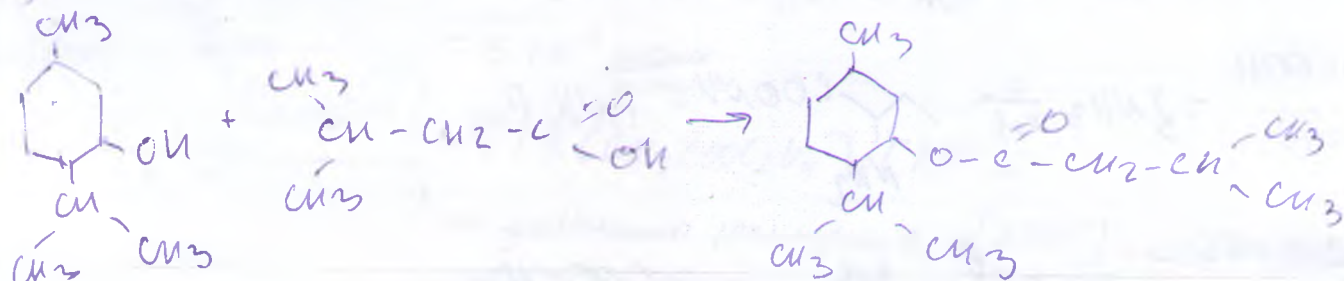 CH3 CH3
CH3 =O CH3
+ CH-CH2-C → =O
OH OH O-C-CH2-CH
CH3 CH3
CH CH
CH3 CH3 CH3 CH3